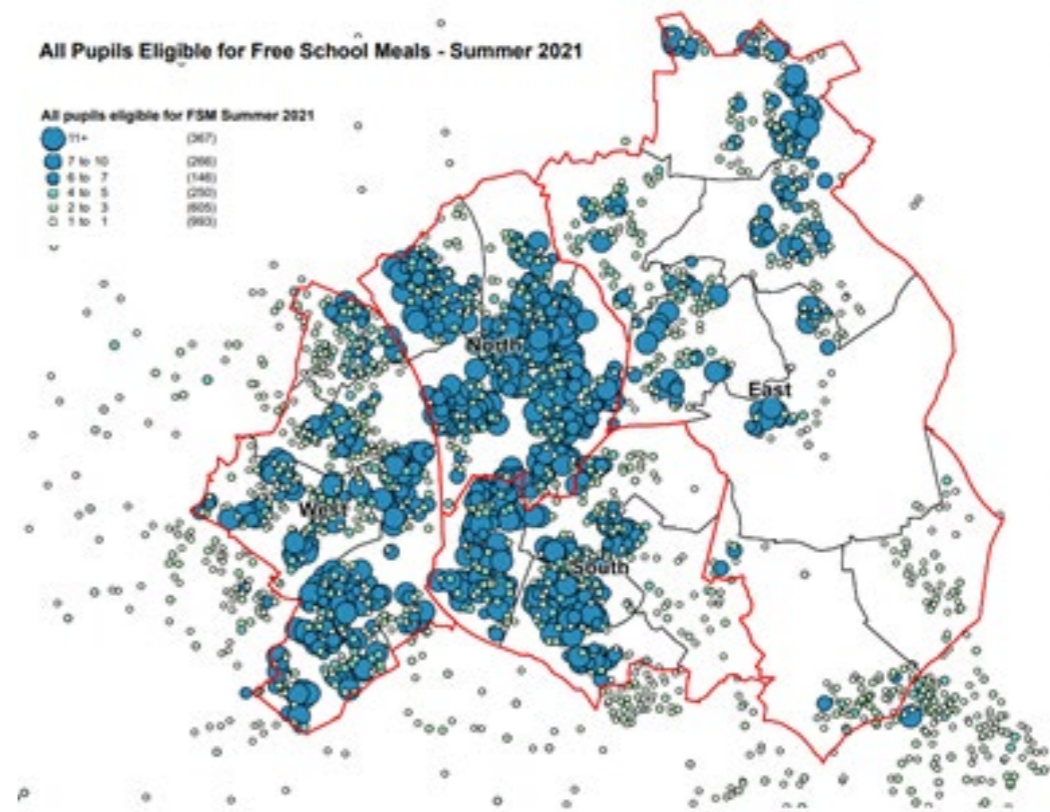 All Pupils Eligible for Free School Meals - Summer 2021
All pupils eligible for FSM Summer 2021
11+ (367)
7 to 10 (266)
6 to 7 (146)
4 to 5 (250)
2 to 3 (605)
1 to 1 (993)
North
East
West
South